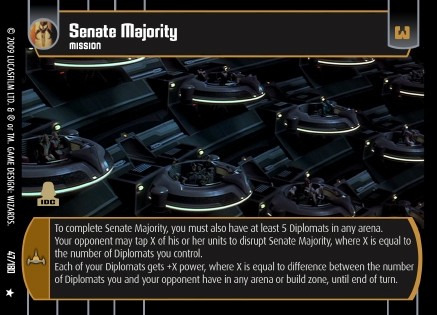 Senate Majority
MISSION
IDC
To complete Senate Majority, you must also have at least 5 Diplomats in any arena.
Your opponent may tap X of his or her units to disrupt Senate Majority, where X is equal to
the number of Diplomats you control.
Each of your Diplomats gets +X power, where X is equal to difference between the number
of Diplomats you and your opponent have in any arena or build zone, until end of turn.
© 2009 LUCASFILM LTD. & ® or TM. GAME DESIGN: WIZARDS.